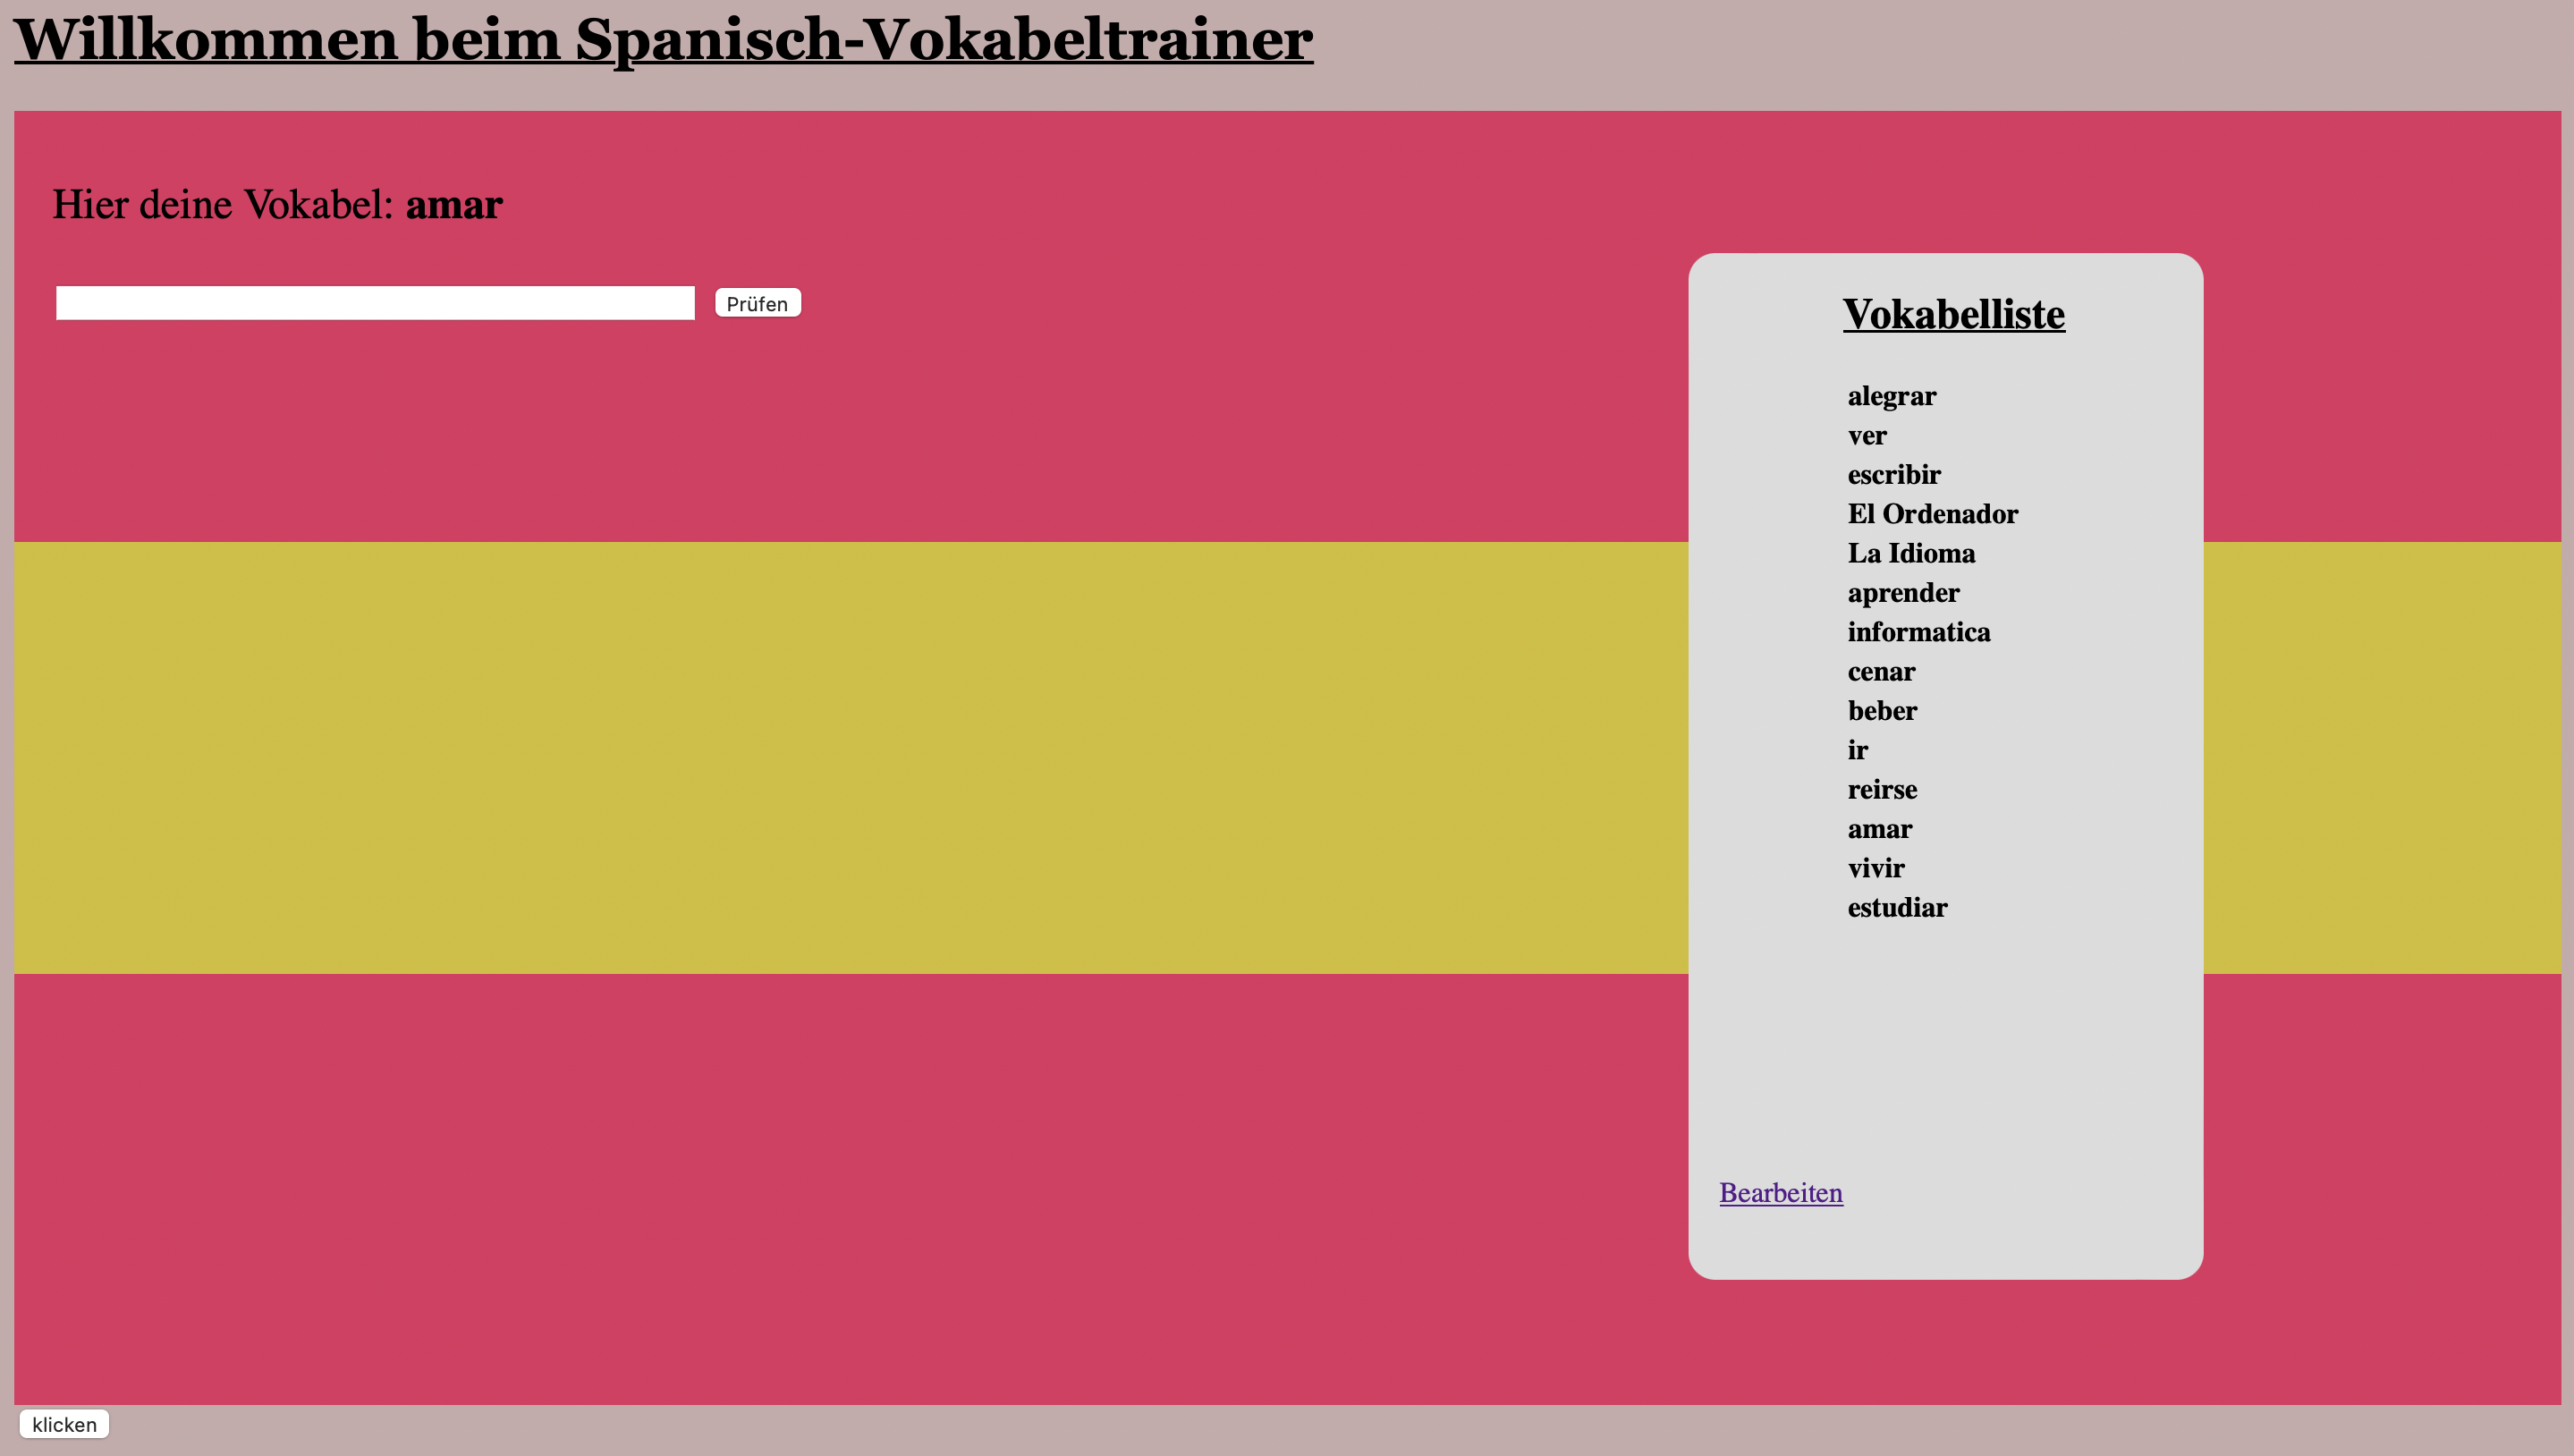 Willkommen beim Spanisch-Vokabeltrainer
Hier deine Vokabel: amar
Prüfen
Vokabelliste
alegrar
ver
escribir
El Ordenador
La Idioma
aprender
informatica
cenar
beber
ir
reirse
amar
vivir
estudiar
Bearbeiten
klicken